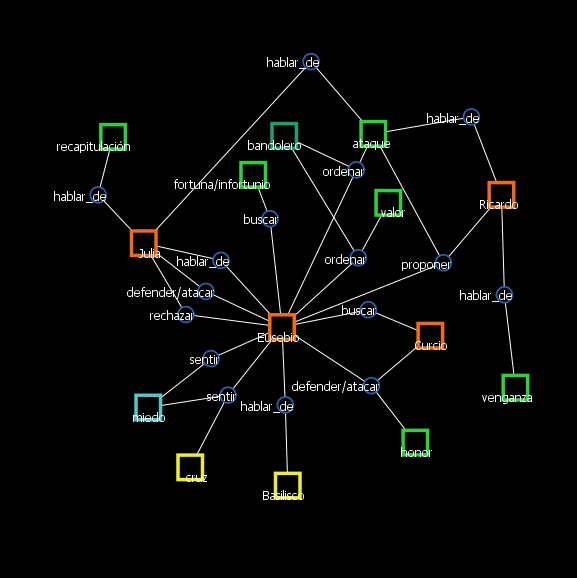 hablar_de
hablar_de
bandolero
ataque
recapitulación
ordenar
fortuna/infortunio
hablar_de
valor
Ricardo
buscar
Julia
hablar_de
ordenar
proponer
defender/atacar
hablar_de
rechazar
buscar
Eusebio
Curcio
sentir
defender/atacar
sentir
venganza
hablar_de
miedo
honor
cruz
Basilisco